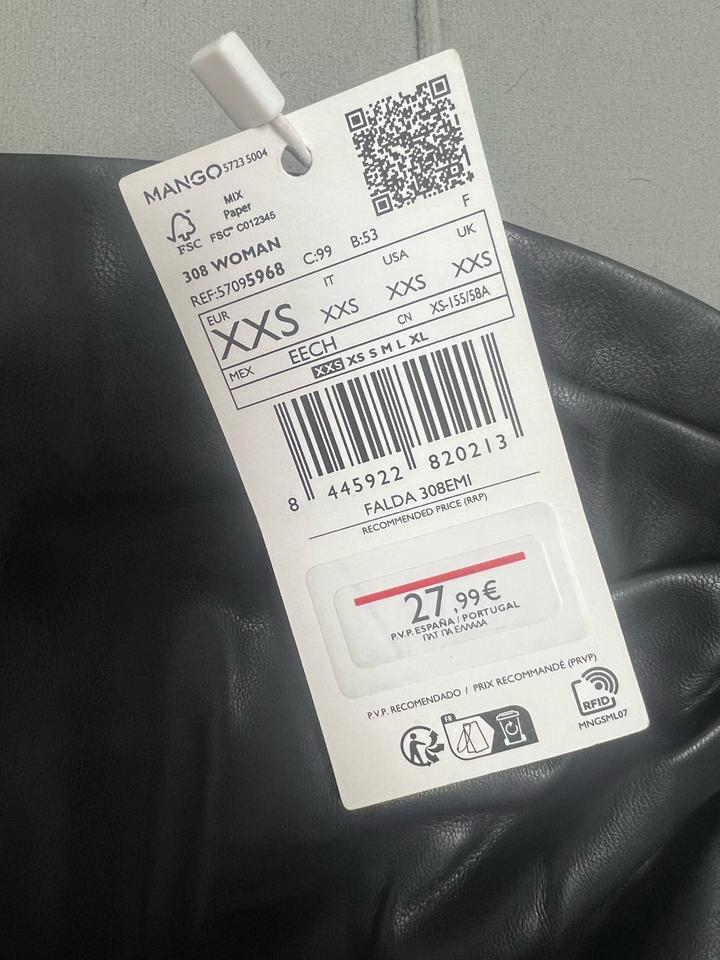 MANGO 5723 5004
FSC
MIX
Paper
FSC™ C012345
308 WOMAN
REF:57095968 C:99 B:53 F
EUR IT USA UK
XXS XXS XXS XXS
MEX EECH CN XS-155/58A
XXS XS S M L XL
8 445922 820213
FALDA 308EMI
RECOMMENDED PRICE (RRP)
27,99€
P.V.P. ESPAÑA / PORTUGAL
ΠΛΤ ΓΙΑ ΕΛΛΑΔΑ
P.V.P. RECOMENDADO / PRIX RECOMMANDÉ (PRVP)
FR
RFID
MNGSML07